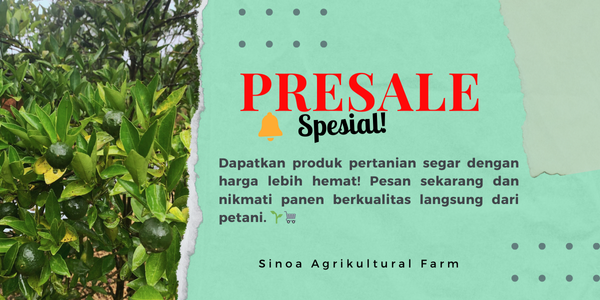 PRESALE
Spesial!
Dapatkan produk pertanian segar dengan
harga lebih hemat! Pesan sekarang dan
nikmati panen berkualitas langsung dari
petani. 🌱🛒
Sinoa Agrikultural Farm